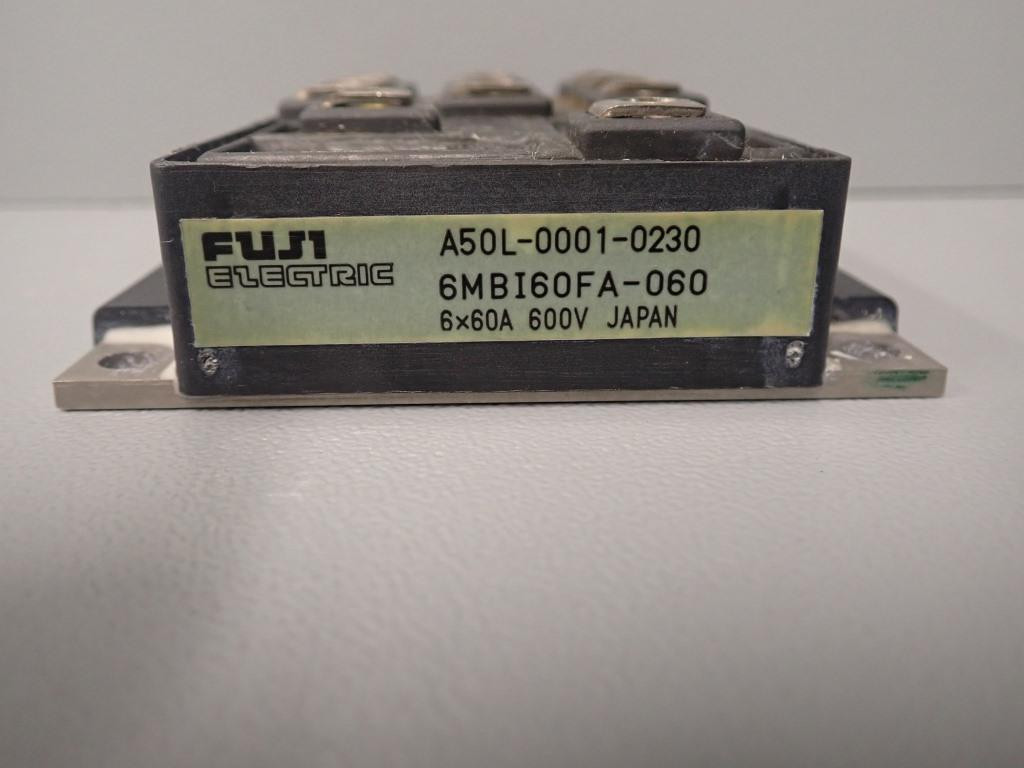 FUJI
ELECTRIC
A50L-0001-0230
6MBI60FA-060
6×60A 600V JAPAN